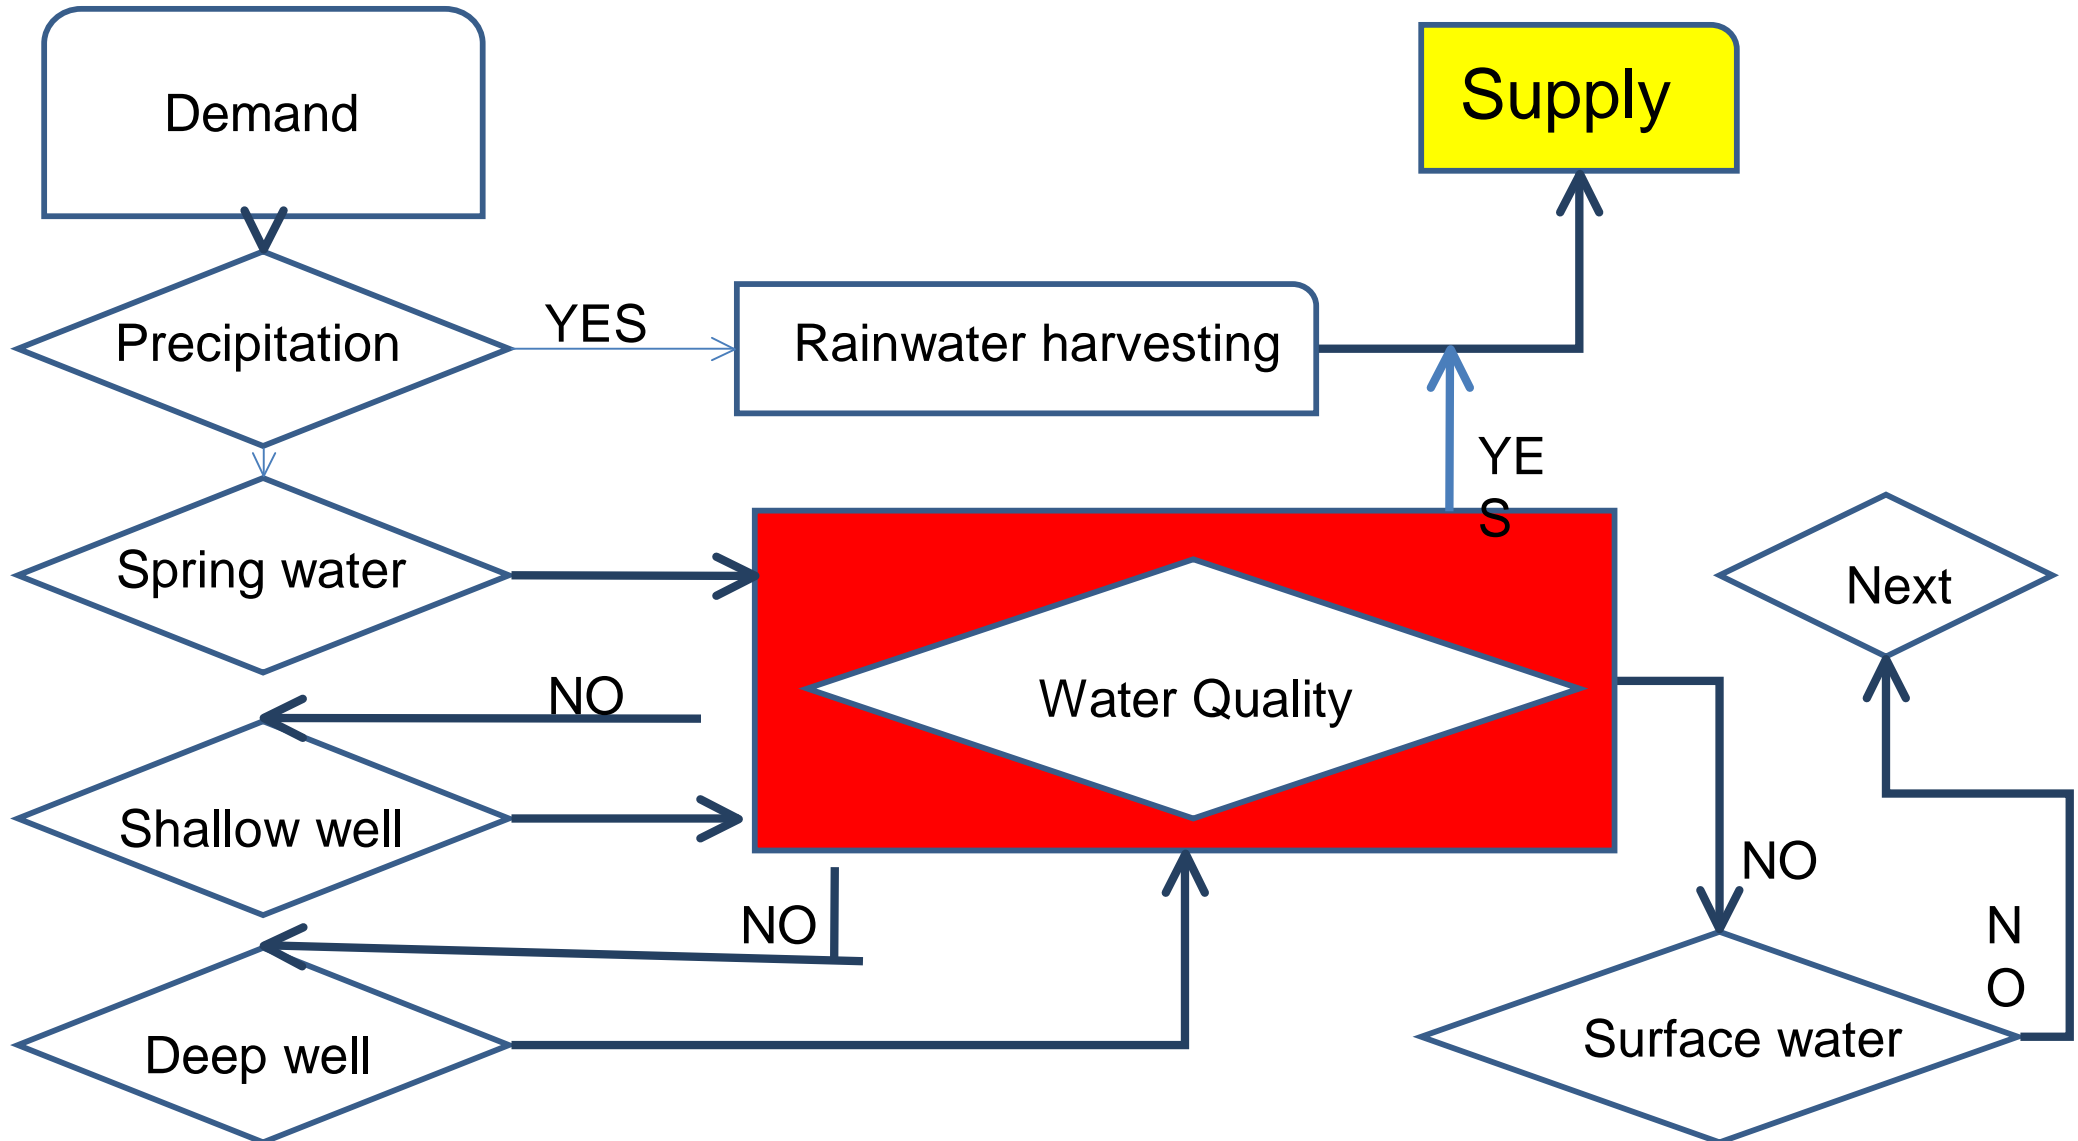 Demand
Supply
Precipitation
YES
Rainwater harvesting
YE
S
Spring water
Next
NO
Water Quality
Shallow well
NO
NO
N
O
Deep well
Surface water